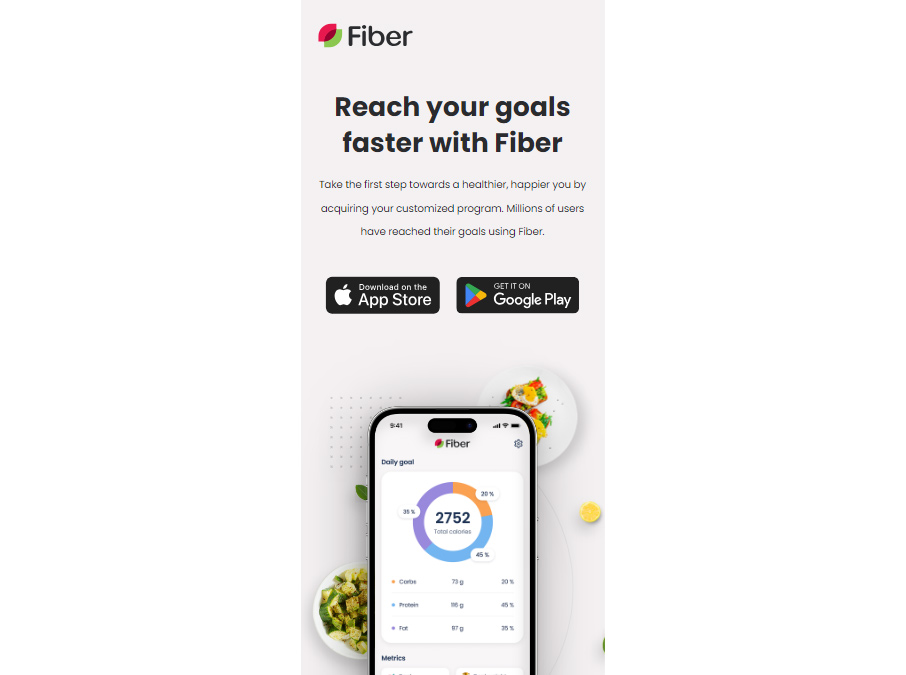 Fiber
Reach your goals
faster with Fiber
Take the first step towards a healthier, happier you by
acquiring your customized program. Millions of users
have reached their goals using Fiber.
Download on the
App Store
GET IT ON
Google Play
9:41
Fiber
Daily goal
20 %
35 %
2752
Total calories
45 %
Carbs 73 g 20 %
Protein 116 g 45 %
Fat 87 g 35 %
Metrics